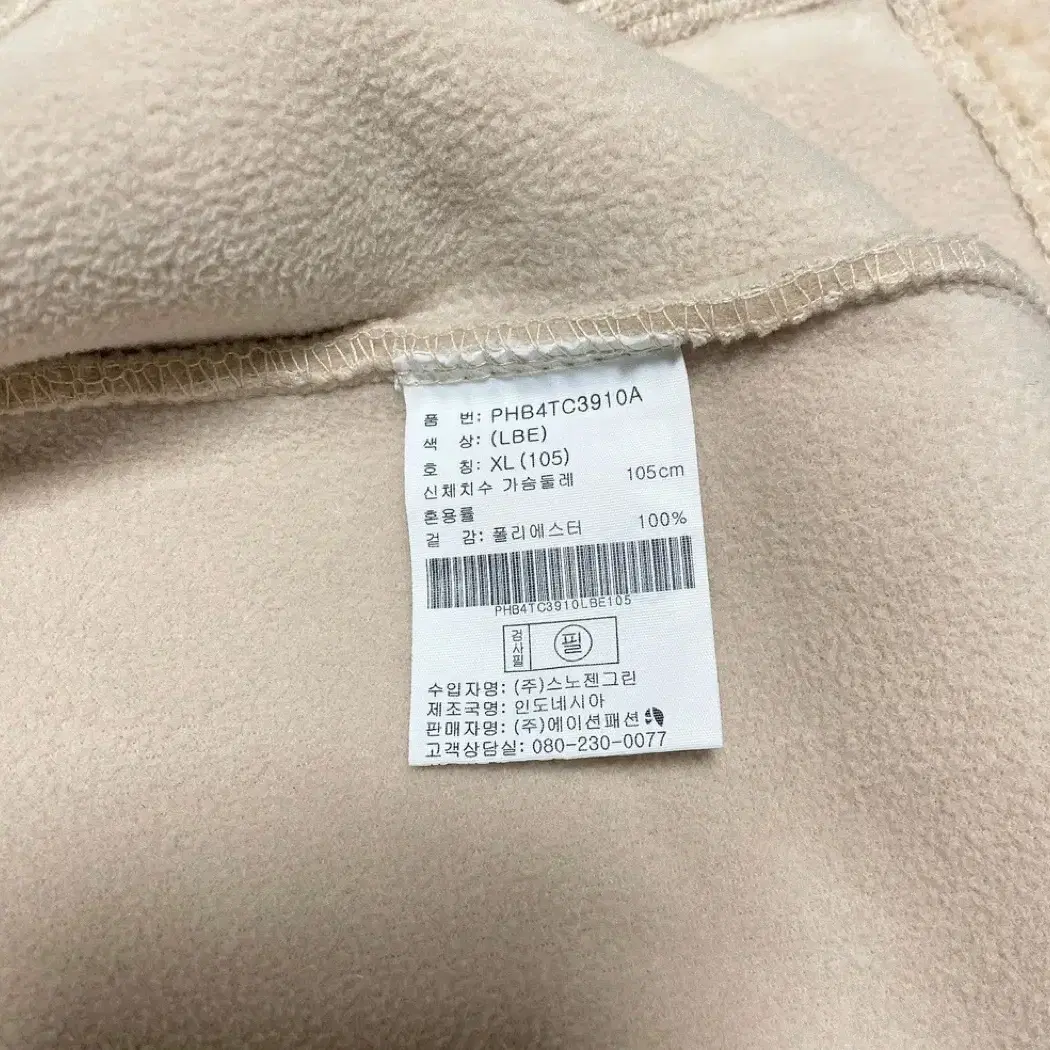 품 번: PHB4TC3910A
색 상: (LBE)
호 칭: XL(105)
신체치수 가슴둘레 105cm
혼용률
겉 감: 폴리에스터 100%
PHB4TC3910LBE105
검사필 필
수입자명: (주)스노젠그린
제조국명: 인도네시아
판매자명: (주)에이션패션
고객상담실: 080-230-0077